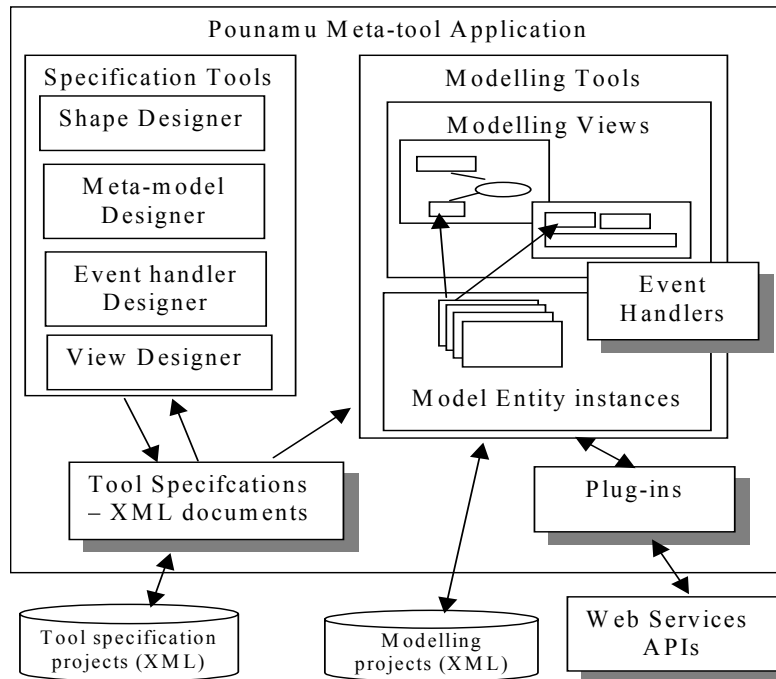 Pounamu Meta-tool Application
Specification Tools
Shape Designer
Meta-model
Designer
Event handler
Designer
View Designer
Modelling Tools
Modelling Views
Event
Handlers
Model Entity instances
Tool Specifcations
– XML documents
Plug-ins
Tool specification
projects (XML)
Modelling
projects (XML)
Web Services
APIs